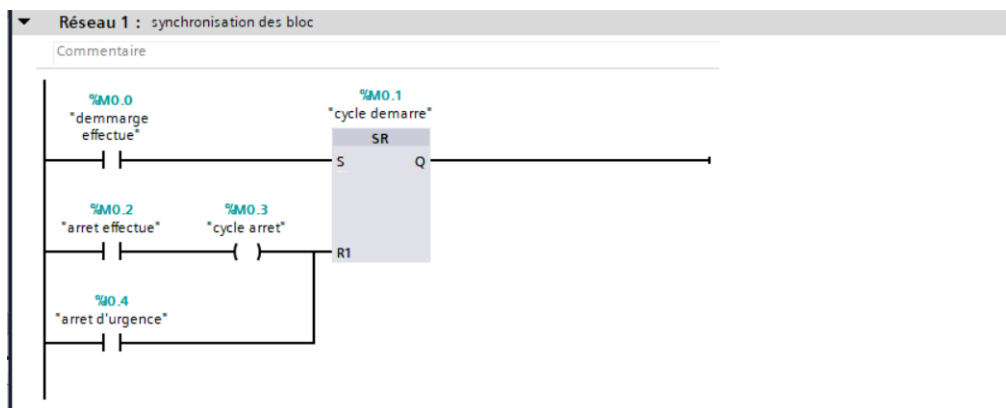 Réseau 1 : synchronisation des bloc
Commentaire
%M0.0
"demmarge
effectue"
%M0.1
"cycle demarre"
SR
S
Q
%M0.2
"arret effectue"
%M0.3
"cycle arret"
R1
%I0.4
"arret d'urgence"